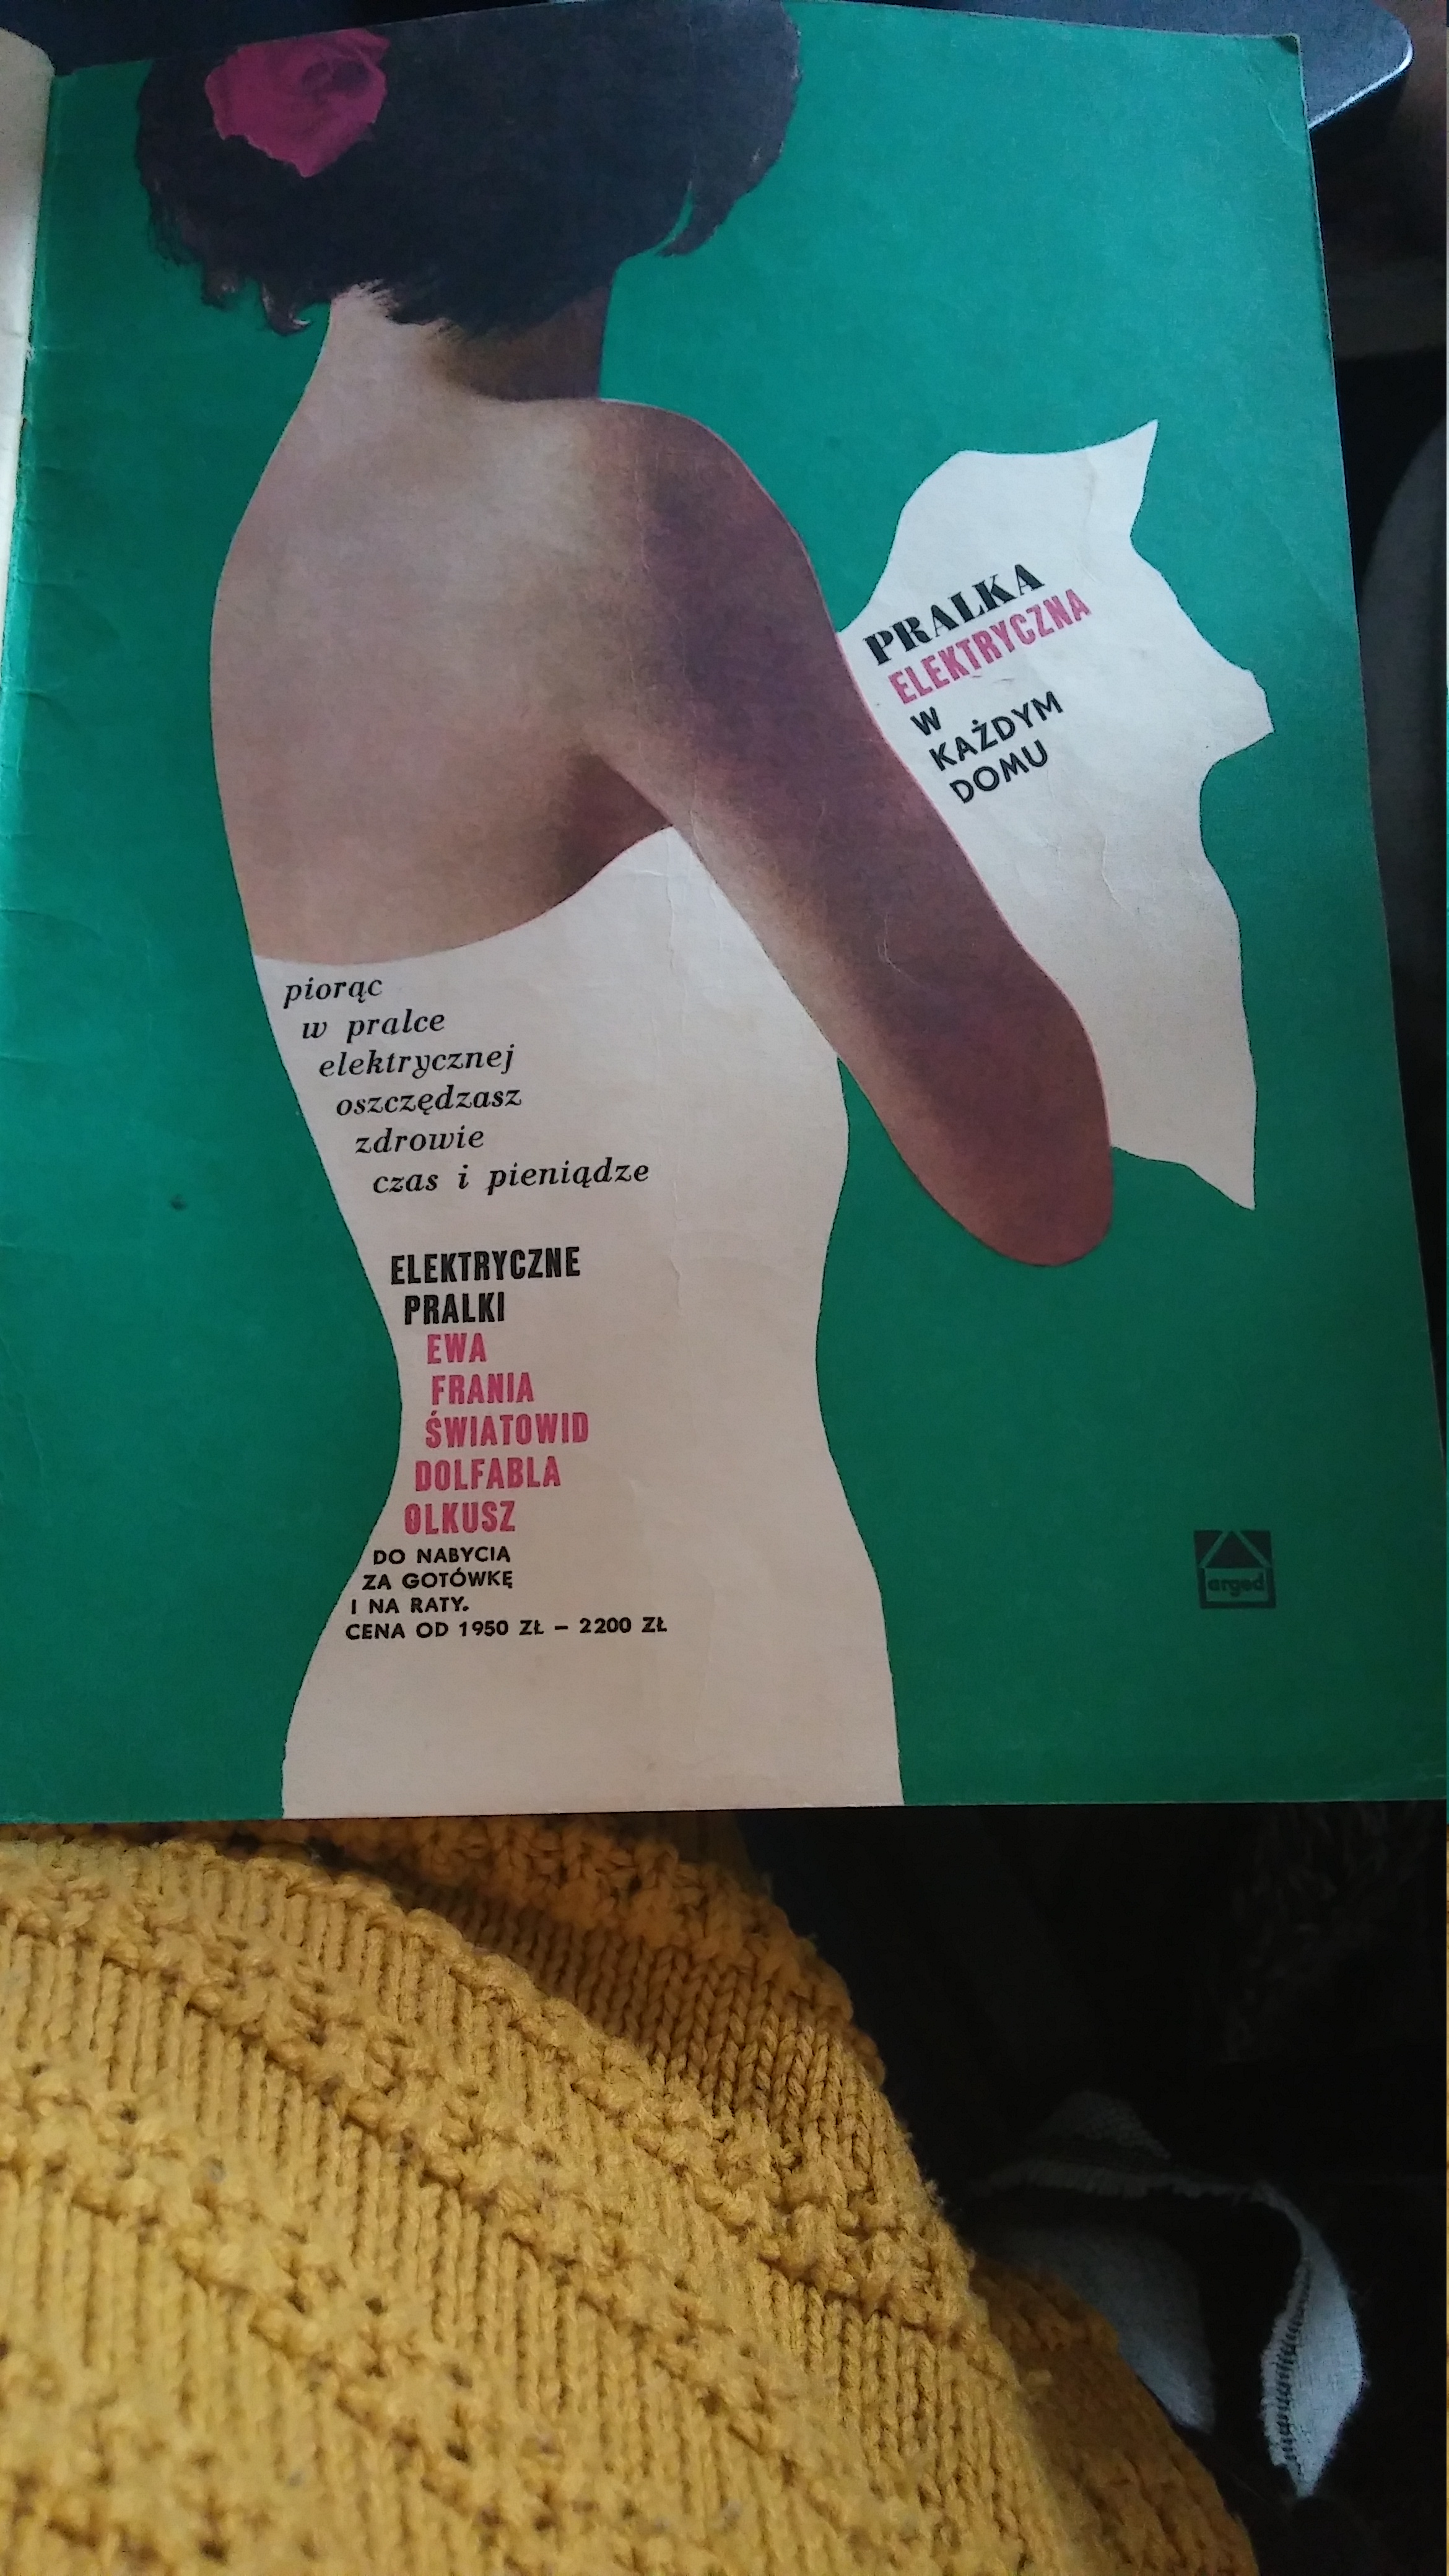 PRALKA
ELEKTRYCZNA
W
KAŻDYM
DOMU
piorąc
w pralce
elektrycznej
oszczędzasz
zdrowie
czas i pieniądze
ELEKTRYCZNE
PRALKI
EWA
FRANIA
ŚWIATOWID
DOLFABLA
OLKUSZ
DO NABYCIA
ZA GOTÓWKĘ
I NA RATY.
CENA OD 1950 ZŁ – 2200 ZŁ
arged